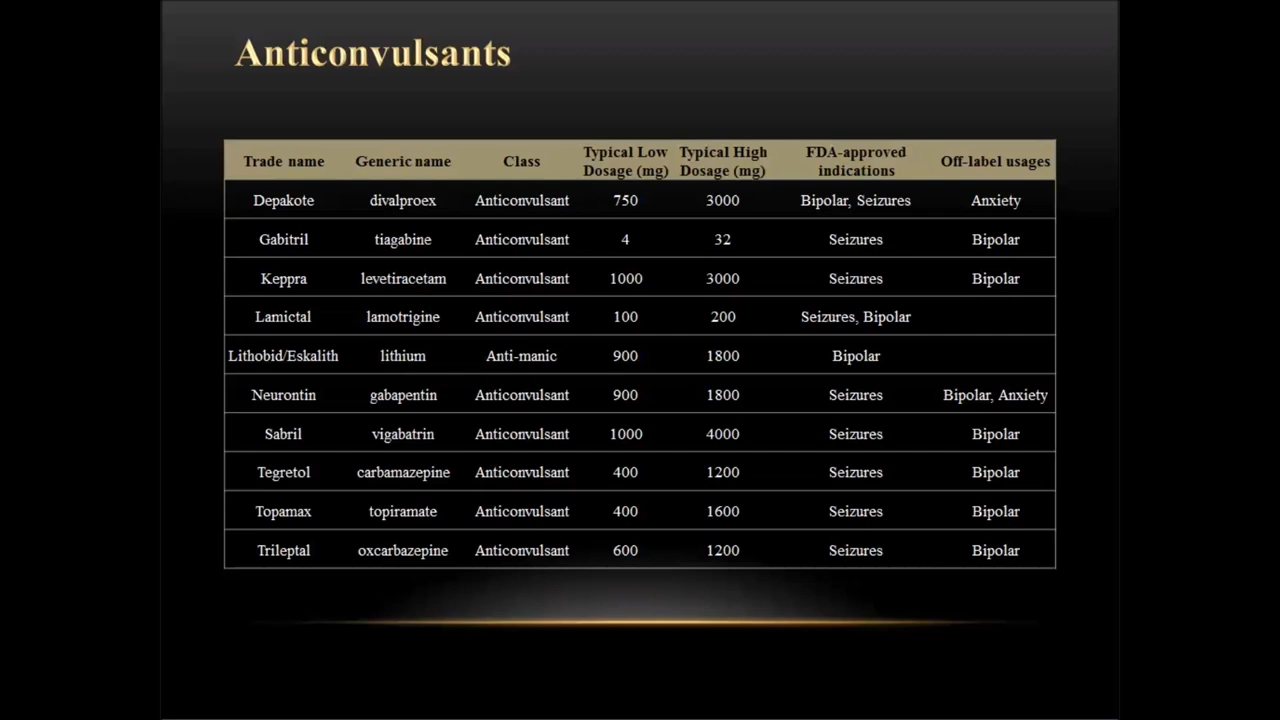 Anticonvulsants
Trade name Generic name Class Typical Low Dosage (mg) Typical High Dosage (mg) FDA-approved indications Off-label usages
Depakote divalproex Anticonvulsant 750 3000 Bipolar, Seizures Anxiety
Gabitril tiagabine Anticonvulsant 4 32 Seizures Bipolar
Keppra levetiracetam Anticonvulsant 1000 3000 Seizures Bipolar
Lamictal lamotrigine Anticonvulsant 100 200 Seizures, Bipolar
Lithobid/Eskalith lithium Anti-manic 900 1800 Bipolar
Neurontin gabapentin Anticonvulsant 900 1800 Seizures Bipolar, Anxiety
Sabril vigabatrin Anticonvulsant 1000 4000 Seizures Bipolar
Tegretol carbamazepine Anticonvulsant 400 1200 Seizures Bipolar
Topamax topiramate Anticonvulsant 400 1600 Seizures Bipolar
Trileptal oxcarbazepine Anticonvulsant 600 1200 Seizures Bipolar